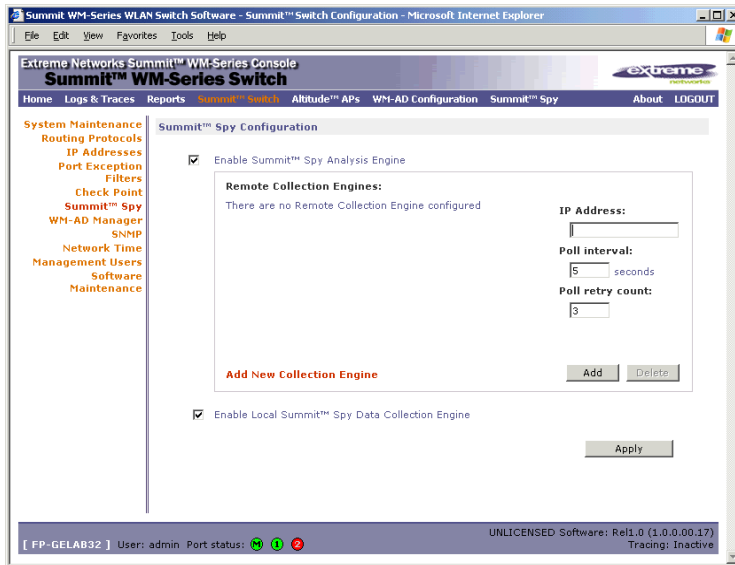 Summit WM-Series WLAN Switch Software - Summit™ Switch Configuration - Microsoft Internet Explorer
File Edit View Favorites Tools Help
Extreme Networks Summit™ WM-Series Console
Summit™ WM-Series Switch
extreme
networks
Home Logs & Traces Reports Summit™ Switch Altitude™ APs WM-AD Configuration Summit™ Spy About LOGOUT
System Maintenance
Routing Protocols
IP Addresses
Port Exception
Filters
Check Point
Summit™ Spy
WM-AD Manager
SNMP
Network Time
Management Users
Software
Maintenance
Summit™ Spy Configuration
Enable Summit™ Spy Analysis Engine
Remote Collection Engines:
There are no Remote Collection Engine configured
IP Address:
Poll interval:
5 seconds
Poll retry count:
3
Add New Collection Engine
Add Delete
Enable Local Summit™ Spy Data Collection Engine
Apply
UNLICENSED Software: Rel1.0 (1.0.0.00.17)
[ FP-GELAB32 ] User: admin Port status: M 1 2
Tracing: Inactive